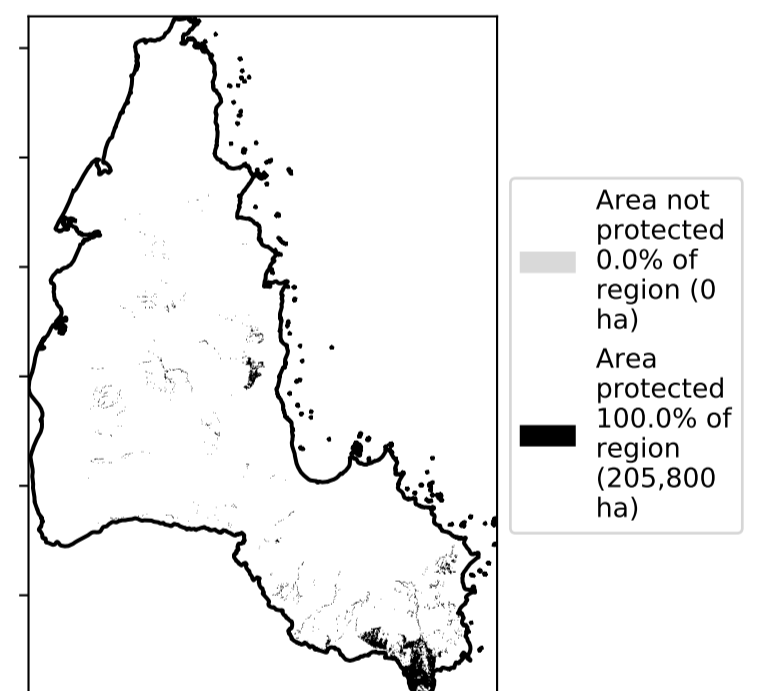 Area not
protected
0.0% of
region (0
ha)
Area
protected
100.0% of
region
(205,800
ha)